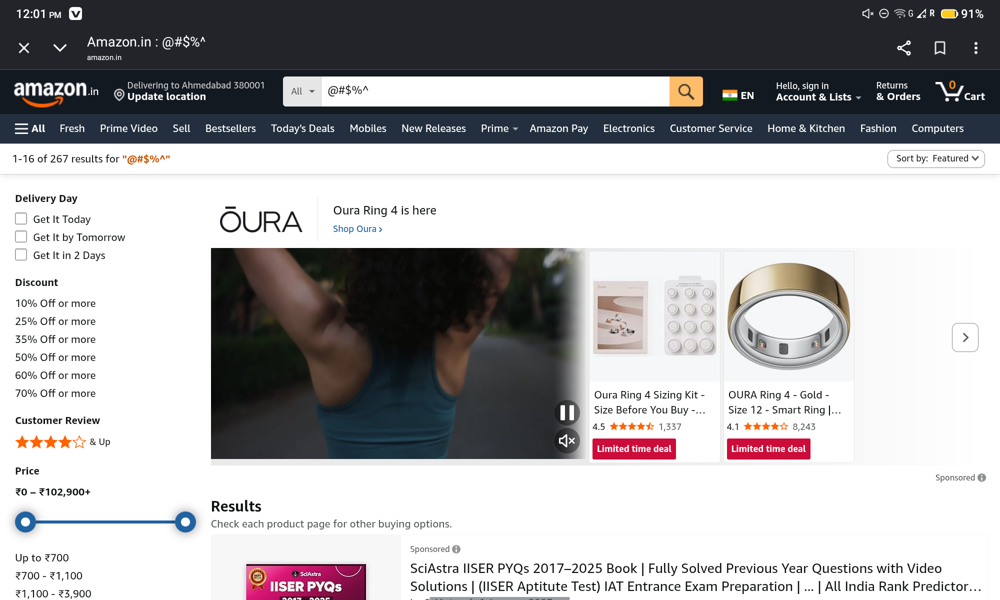 12:01 PM
G R 91%
Amazon.in : @#$%^
amazon.in
amazon.in
Delivering to Ahmedabad 380001
Update location
All
@#$%^
EN
Hello, sign in
Account & Lists
Returns
& Orders
0
Cart
All Fresh Prime Video Sell Bestsellers Today's Deals Mobiles New Releases Prime Amazon Pay Electronics Customer Service Home & Kitchen Fashion Computers
1-16 of 267 results for "@#$%^"
Sort by: Featured
Delivery Day
Get It Today
Get It by Tomorrow
Get It in 2 Days
Discount
10% Off or more
25% Off or more
35% Off or more
50% Off or more
60% Off or more
70% Off or more
Customer Review
& Up
Price
₹0 – ₹102,900+
Up to ₹700
₹700 - ₹1,100
₹1,100 - ₹3,900
ŌURA
Oura Ring 4 is here
Shop Oura ›
ŌURA
Oura Ring 4 Sizing Kit -
Size Before You Buy -...
4.5 1,337
Limited time deal
OURA Ring 4 - Gold -
Size 12 - Smart Ring |...
4.1 8,243
Limited time deal
Sponsored
Results
Check each product page for other buying options.
BEST SELLER
SciAstra
IISER PYQs
2017 - 2025
Sponsored
SciAstra IISER PYQs 2017–2025 Book | Fully Solved Previous Year Questions with Video
Solutions | (IISER Aptitute Test) IAT Entrance Exam Preparation | ... | All India Rank Predictor...